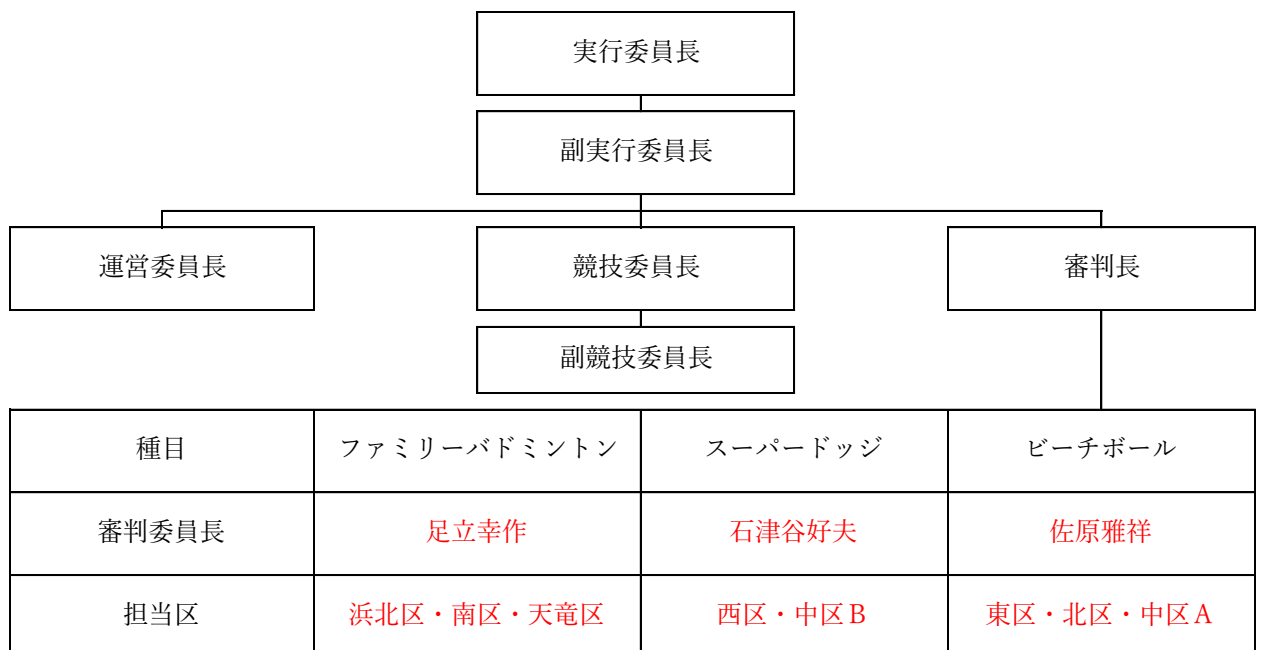 実行委員長
副実行委員長
運営委員長 競技委員長 審判長
副競技委員長
種目 ファミリーバドミントン スーパードッジ ビーチボール
審判委員長 足立幸作 石津谷好夫 佐原雅祥
担当区 浜北区・南区・天竜区 西区・中区B 東区・北区・中区A